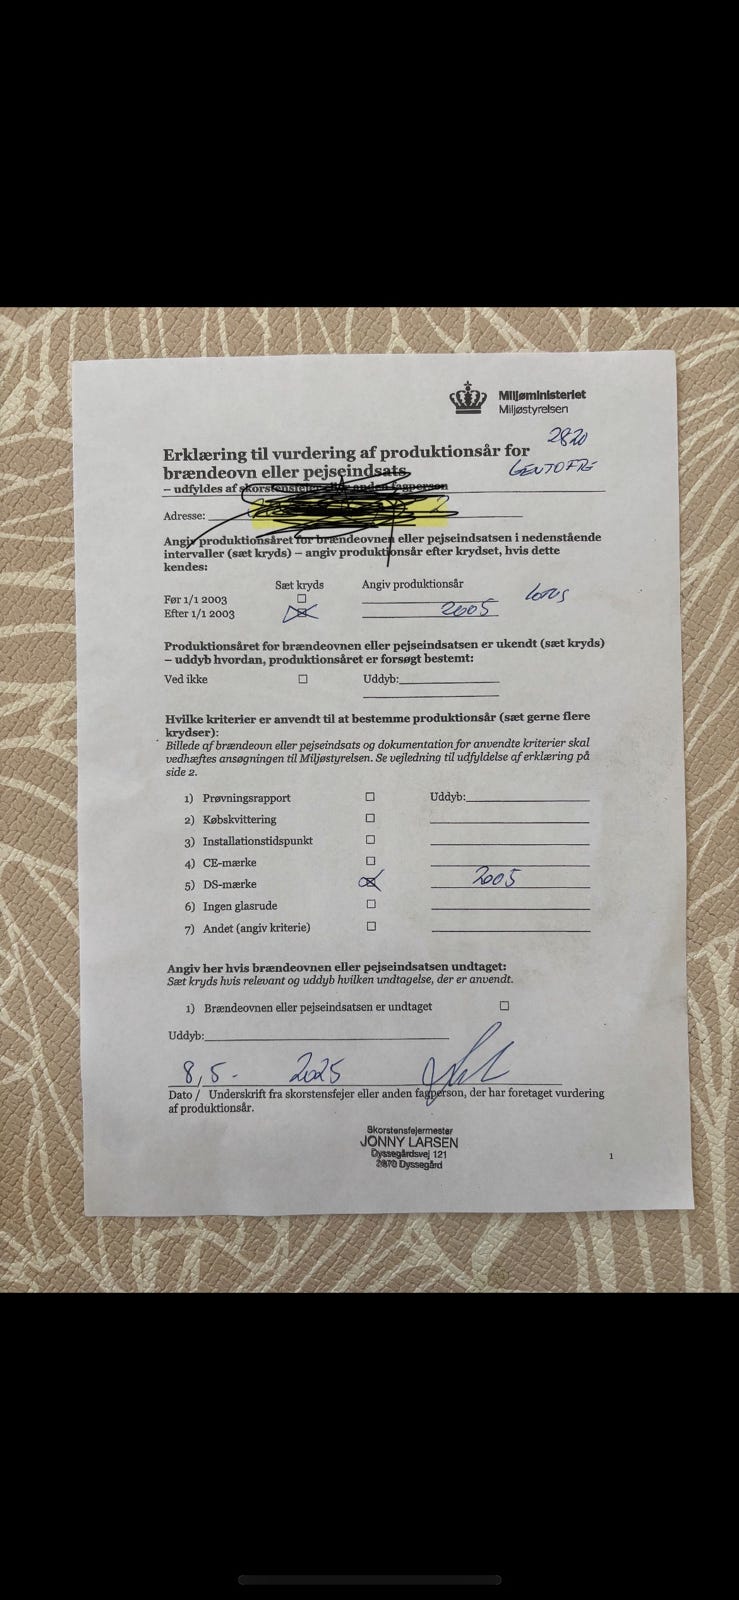 Miljøministeriet
Miljøstyrelsen
2820
GENTOFTE
Erklæring til vurdering af produktionsår for
brændeovn eller pejseindsats
– udfyldes af skorstensfejer eller anden fagperson
Adresse: 2
Angiv produktionsåret for brændeovnen eller pejseindsatsen i nedenstående
intervaller (sæt kryds) – angiv produktionsår efter krydset, hvis dette
kendes:
Sæt kryds Angiv produktionsår
Før 1/1 2003 ☐
Efter 1/1 2003 ☒ 2005
Produktionsåret for brændeovnen eller pejseindsatsen er ukendt (sæt kryds)
– uddyb hvordan, produktionsåret er forsøgt bestemt:
Ved ikke ☐ Uddyb:
Hvilke kriterier er anvendt til at bestemme produktionsår (sæt gerne flere
krydser):
Billede af brændeovn eller pejseindsats og dokumentation for anvendte kriterier skal
vedhæftes ansøgningen til Miljøstyrelsen. Se vejledning til udfyldelse af erklæring på
side 2.
1) Prøvningsrapport ☐ Uddyb:
2) Købskvittering ☐
3) Installationstidspunkt ☐
4) CE-mærke ☐
5) DS-mærke ☒ 2005
6) Ingen glasrude ☐
7) Andet (angiv kriterie) ☐
Angiv her hvis brændeovnen eller pejseindsatsen undtaget:
Sæt kryds hvis relevant og uddyb hvilken undtagelse, der er anvendt.
1) Brændeovnen eller pejseindsatsen er undtaget ☐
Uddyb:
8/5 - 2025
Dato / Underskrift fra skorstensfejer eller anden fagperson, der har foretaget vurdering
af produktionsår.
Skorstensfejermester
JONNY LARSEN
Dyssegårdsvej 121
2870 Dyssegård
1